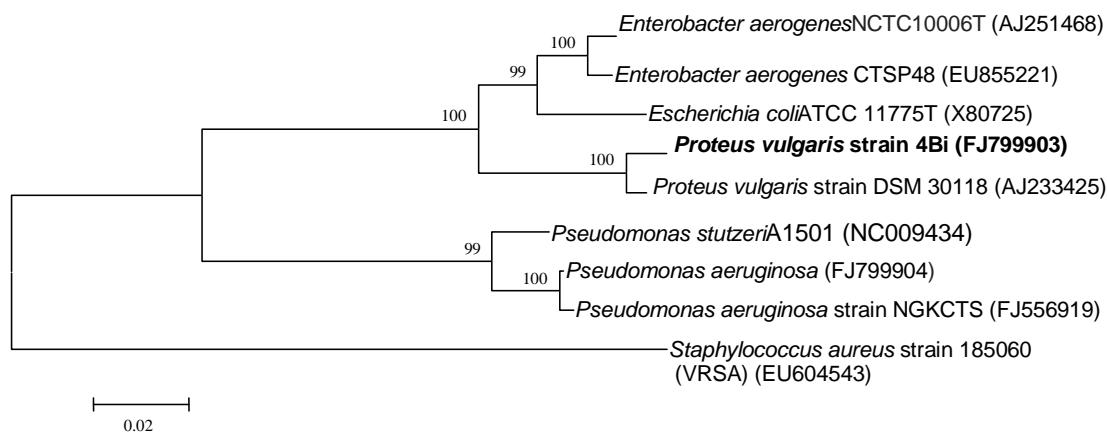 Enterobacter aerogenesNCTC10006T (AJ251468)
100
Enterobacter aerogenes CTSP48 (EU855221)
99
Escherichia coliATCC 11775T (X80725)
100
Proteus vulgaris strain 4Bi (FJ799903)
100
Proteus vulgaris strain DSM 30118 (AJ233425)
Pseudomonas stutzeriA1501 (NC009434)
99
Pseudomonas aeruginosa (FJ799904)
100
Pseudomonas aeruginosa strain NGKCTS (FJ556919)
Staphylococcus aureus strain 185060
(VRSA) (EU604543)
0.02